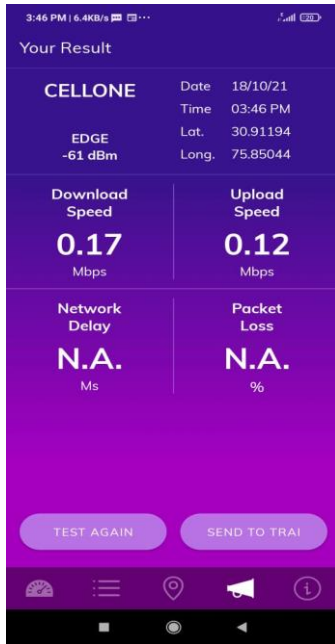 3:46 PM | 6.4KB/s
20
Your Result
CELLONE
EDGE
-61 dBm
Date 18/10/21
Time 03:46 PM
Lat. 30.91194
Long. 75.85044
Download
Speed
0.17
Mbps
Upload
Speed
0.12
Mbps
Network
Delay
N.A.
Ms
Packet
Loss
N.A.
%
TEST AGAIN
SEND TO TRAI